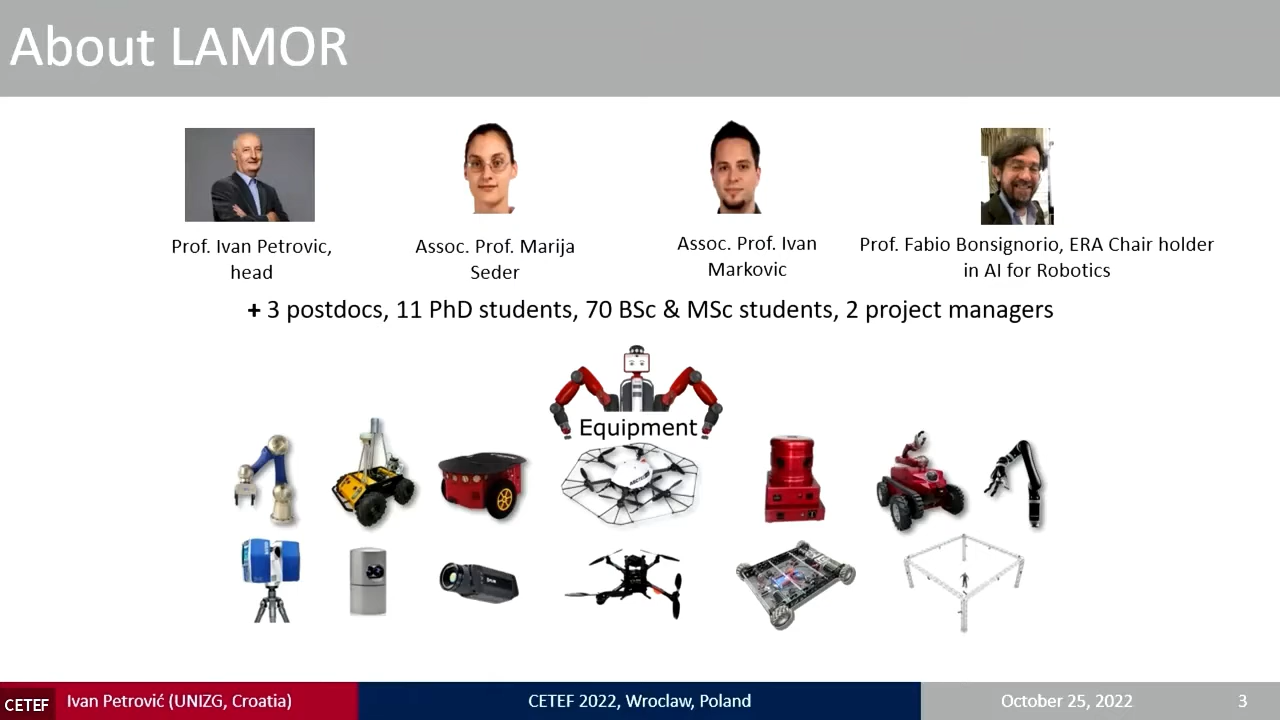 About LAMOR
Prof. Ivan Petrovic,
head
Assoc. Prof. Marija
Seder
Assoc. Prof. Ivan
Markovic
Prof. Fabio Bonsignorio, ERA Chair holder
in AI for Robotics
+ 3 postdocs, 11 PhD students, 70 BSc & MSc students, 2 project managers
Equipment
CETEF
Ivan Petrović (UNIZG, Croatia)
CETEF 2022, Wroclaw, Poland
October 25, 2022
3